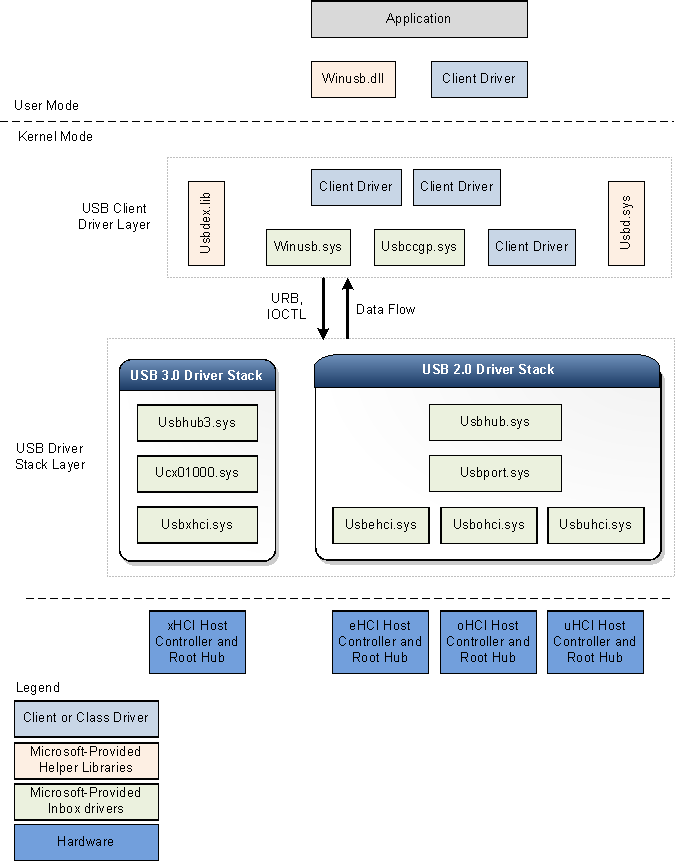 Application
Winusb.dll
Client Driver
User Mode
Kernel Mode
USB Client
Driver Layer
Usbdex.lib
Client Driver
Client Driver
Winusb.sys
Usbccgp.sys
Client Driver
Usbd.sys
URB,
IOCTL
Data Flow
USB Driver
Stack Layer
USB 3.0 Driver Stack
Usbhub3.sys
Ucx01000.sys
Usbxhci.sys
USB 2.0 Driver Stack
Usbhub.sys
Usbport.sys
Usbehci.sys
Usbohci.sys
Usbuhci.sys
xHCI Host
Controller and
Root Hub
eHCI Host
Controller and
Root Hub
oHCI Host
Controller and
Root Hub
uHCI Host
Controller and
Root Hub
Legend
Client or Class Driver
Microsoft-Provided
Helper Libraries
Microsoft-Provided
Inbox drivers
Hardware